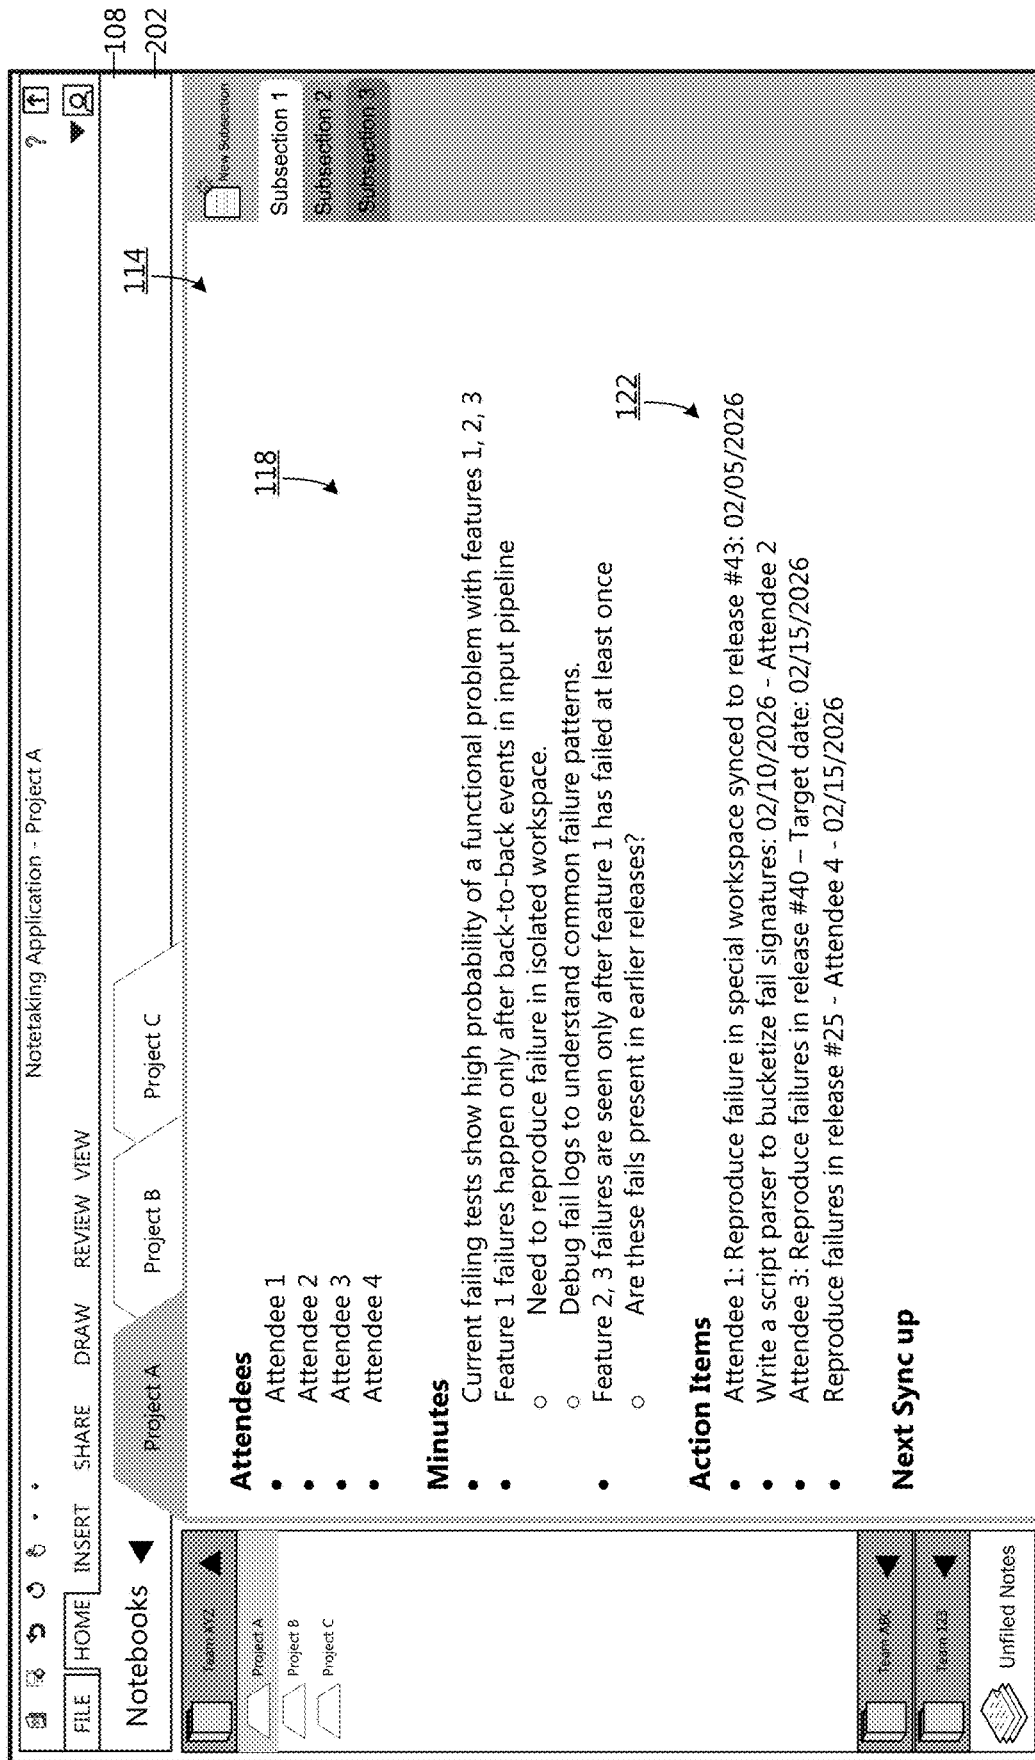 Notetaking Application - Project A
?
FILE HOME INSERT SHARE DRAW REVIEW VIEW
108
202
Notebooks
Project A
Project B
Project C
114
Team XYZ
Project A
Project B
Project C
Team ABC
Team 123
Unfiled Notes
Attendees
• Attendee 1
• Attendee 2
• Attendee 3
• Attendee 4
118
Minutes
• Current failing tests show high probability of a functional problem with features 1, 2, 3
• Feature 1 failures happen only after back-to-back events in input pipeline
○ Need to reproduce failure in isolated workspace.
○ Debug fail logs to understand common failure patterns.
• Feature 2, 3 failures are seen only after feature 1 has failed at least once
○ Are these fails present in earlier releases?
122
Action Items
• Attendee 1: Reproduce failure in special workspace synced to release #43: 02/05/2026
• Write a script parser to bucketize fail signatures: 02/10/2026 - Attendee 2
• Attendee 3: Reproduce failures in release #40 – Target date: 02/15/2026
• Reproduce failures in release #25 - Attendee 4 - 02/15/2026
Next Sync up
New Subsection
Subsection 1
Subsection 2
Subsection 3